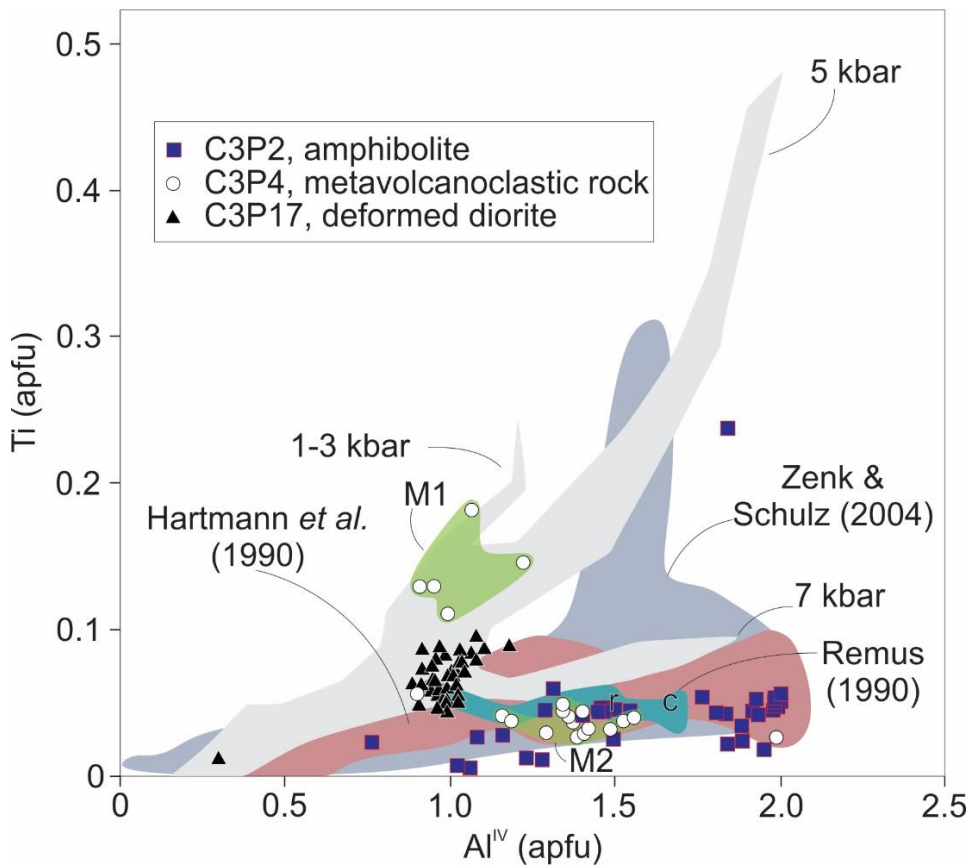 0.5
5 kbar
C3P2, amphibolite
C3P4, metavolcanoclastic rock
C3P17, deformed diorite
0.4
0.3
Ti (apfu)
1-3 kbar
0.2
M1
Zenk &
Schulz (2004)
Hartmann et al.
(1990)
7 kbar
0.1
Remus
(1990)
r
c
M2
0
0 0.5 1.0 1.5 2.0 2.5
Al^IV (apfu)